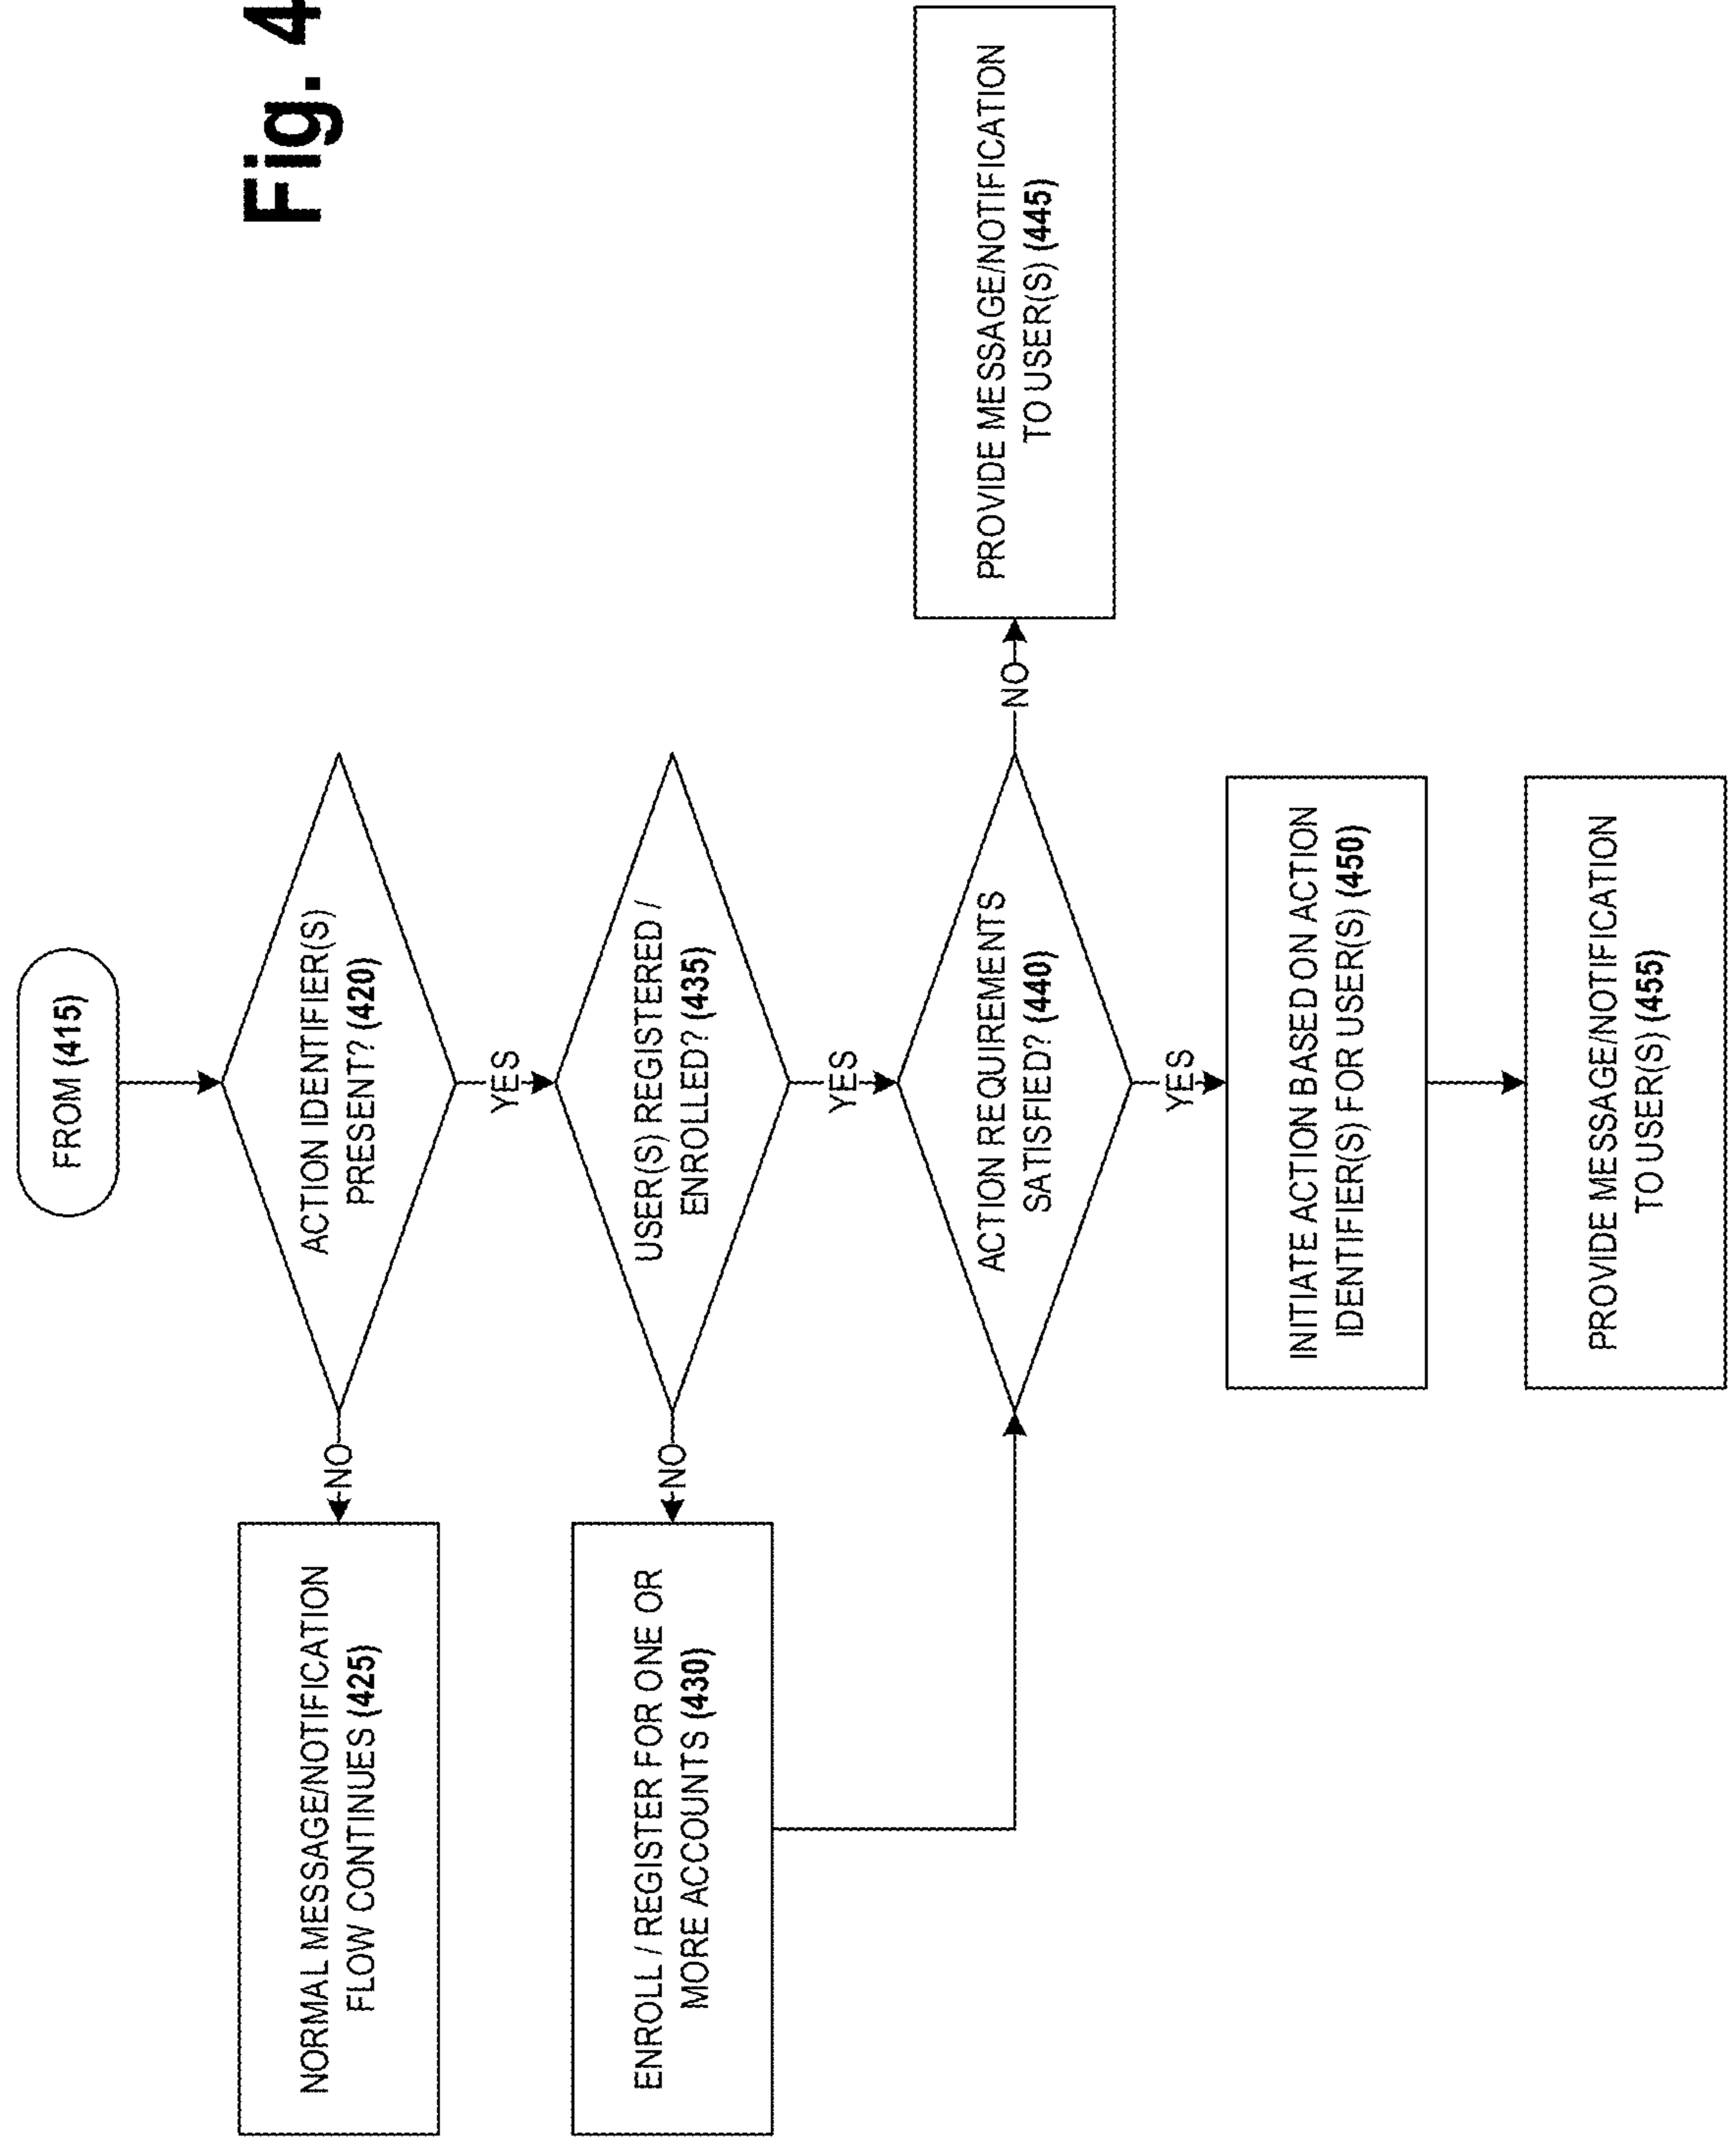 Fig. 4
FROM (415)
ACTION IDENTIFIER(S)
PRESENT? (420)
NO
NORMAL MESSAGE/NOTIFICATION
FLOW CONTINUES (425)
YES
USER(S) REGISTERED /
ENROLLED? (435)
NO
ENROLL / REGISTER FOR ONE OR
MORE ACCOUNTS (430)
YES
ACTION REQUIREMENTS
SATISFIED? (440)
NO
PROVIDE MESSAGE/NOTIFICATION
TO USER(S) (445)
YES
INITIATE ACTION BASED ON ACTION
IDENTIFIER(S) FOR USER(S) (450)
PROVIDE MESSAGE/NOTIFICATION
TO USER(S) (455)